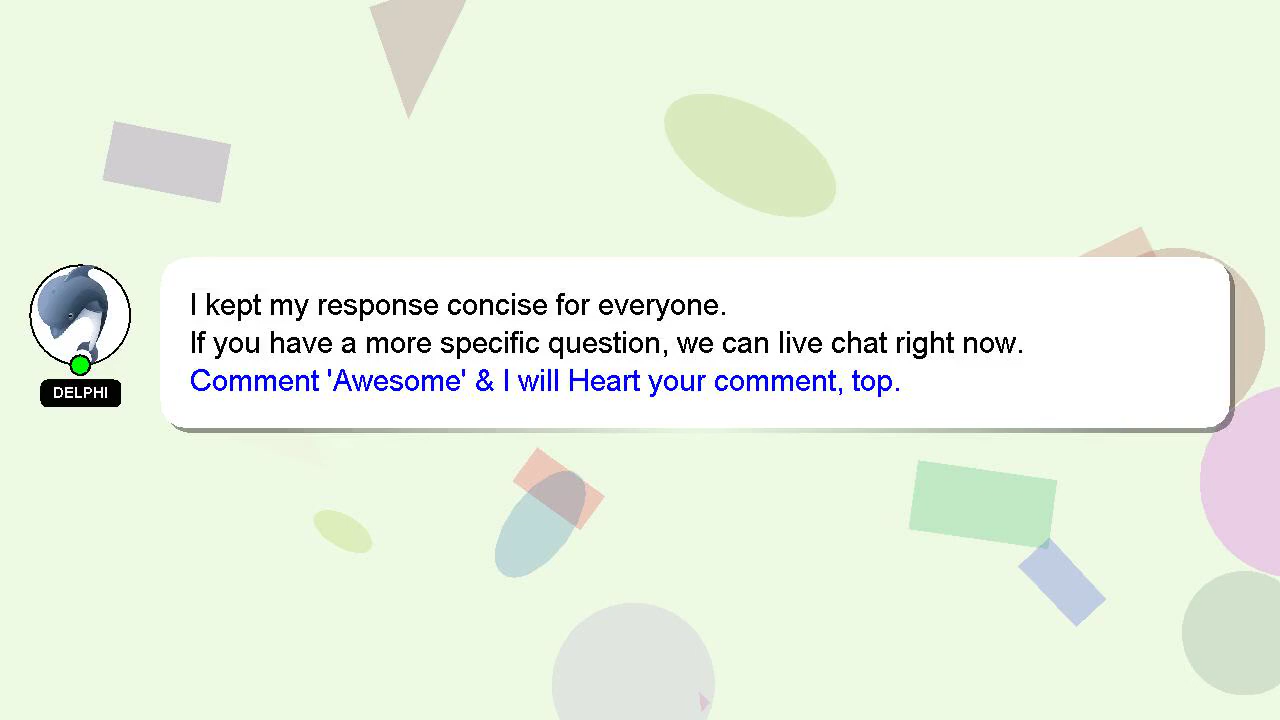 I kept my response concise for everyone.
If you have a more specific question, we can live chat right now.
Comment 'Awesome' & I will Heart your comment, top.
DELPHI